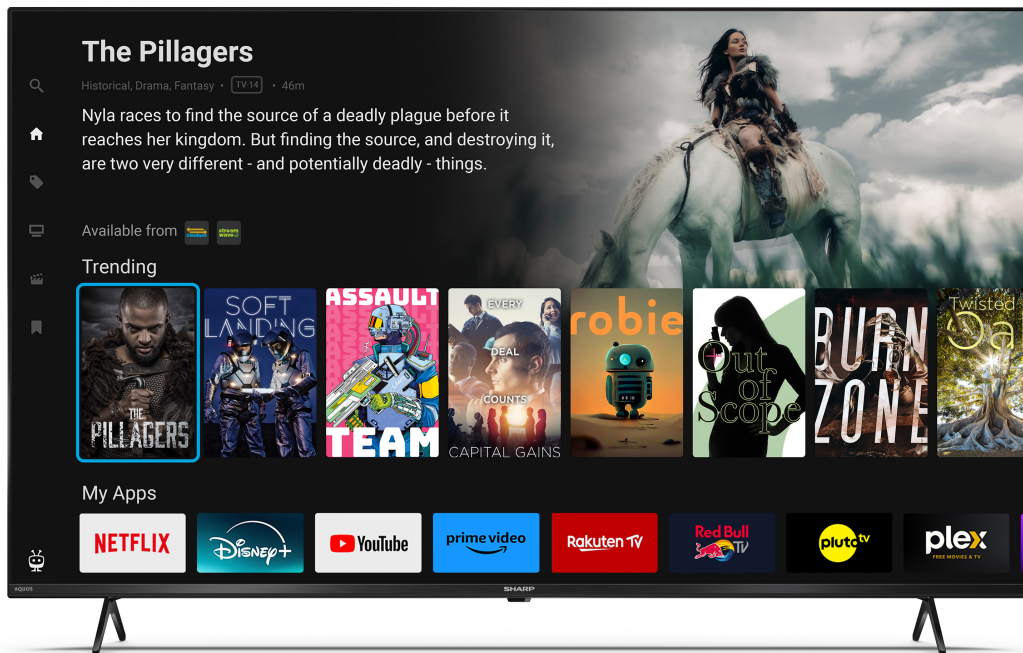 The Pillagers
Historical, Drama, Fantasy • TV-14 • 46m
Nyla races to find the source of a deadly plague before it
reaches her kingdom. But finding the source, and destroying it,
are two very different - and potentially deadly - things.
Available from
stream
wave
Trending
THE
PILLAGERS
SOFT
LANDING
ASSAULT
TEAM
EVERY
DEAL
COUNTS
CAPITAL GAINS
robie
Out
of
Scope
BURN
ZONE
Twisted
Oa
My Apps
NETFLIX
Disney+
YouTube
prime video
Rakuten TV
Red Bull
TV
pluto tv
plex
FREE MOVIES & TV
AQUOS
SHARP